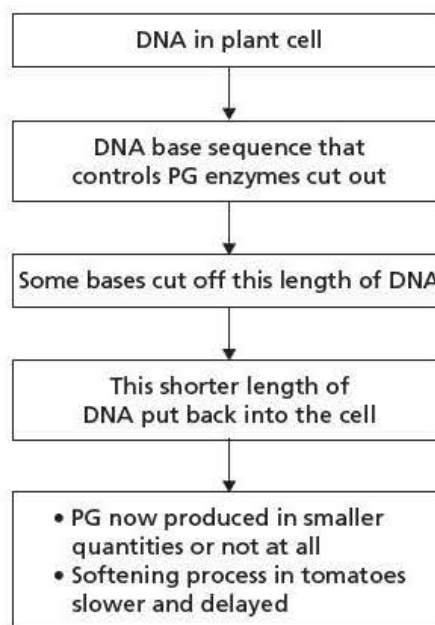 DNA in plant cell
DNA base sequence that
controls PG enzymes cut out
Some bases cut off this length of DNA
This shorter length of
DNA put back into the cell
• PG now produced in smaller
quantities or not at all
• Softening process in tomatoes
slower and delayed